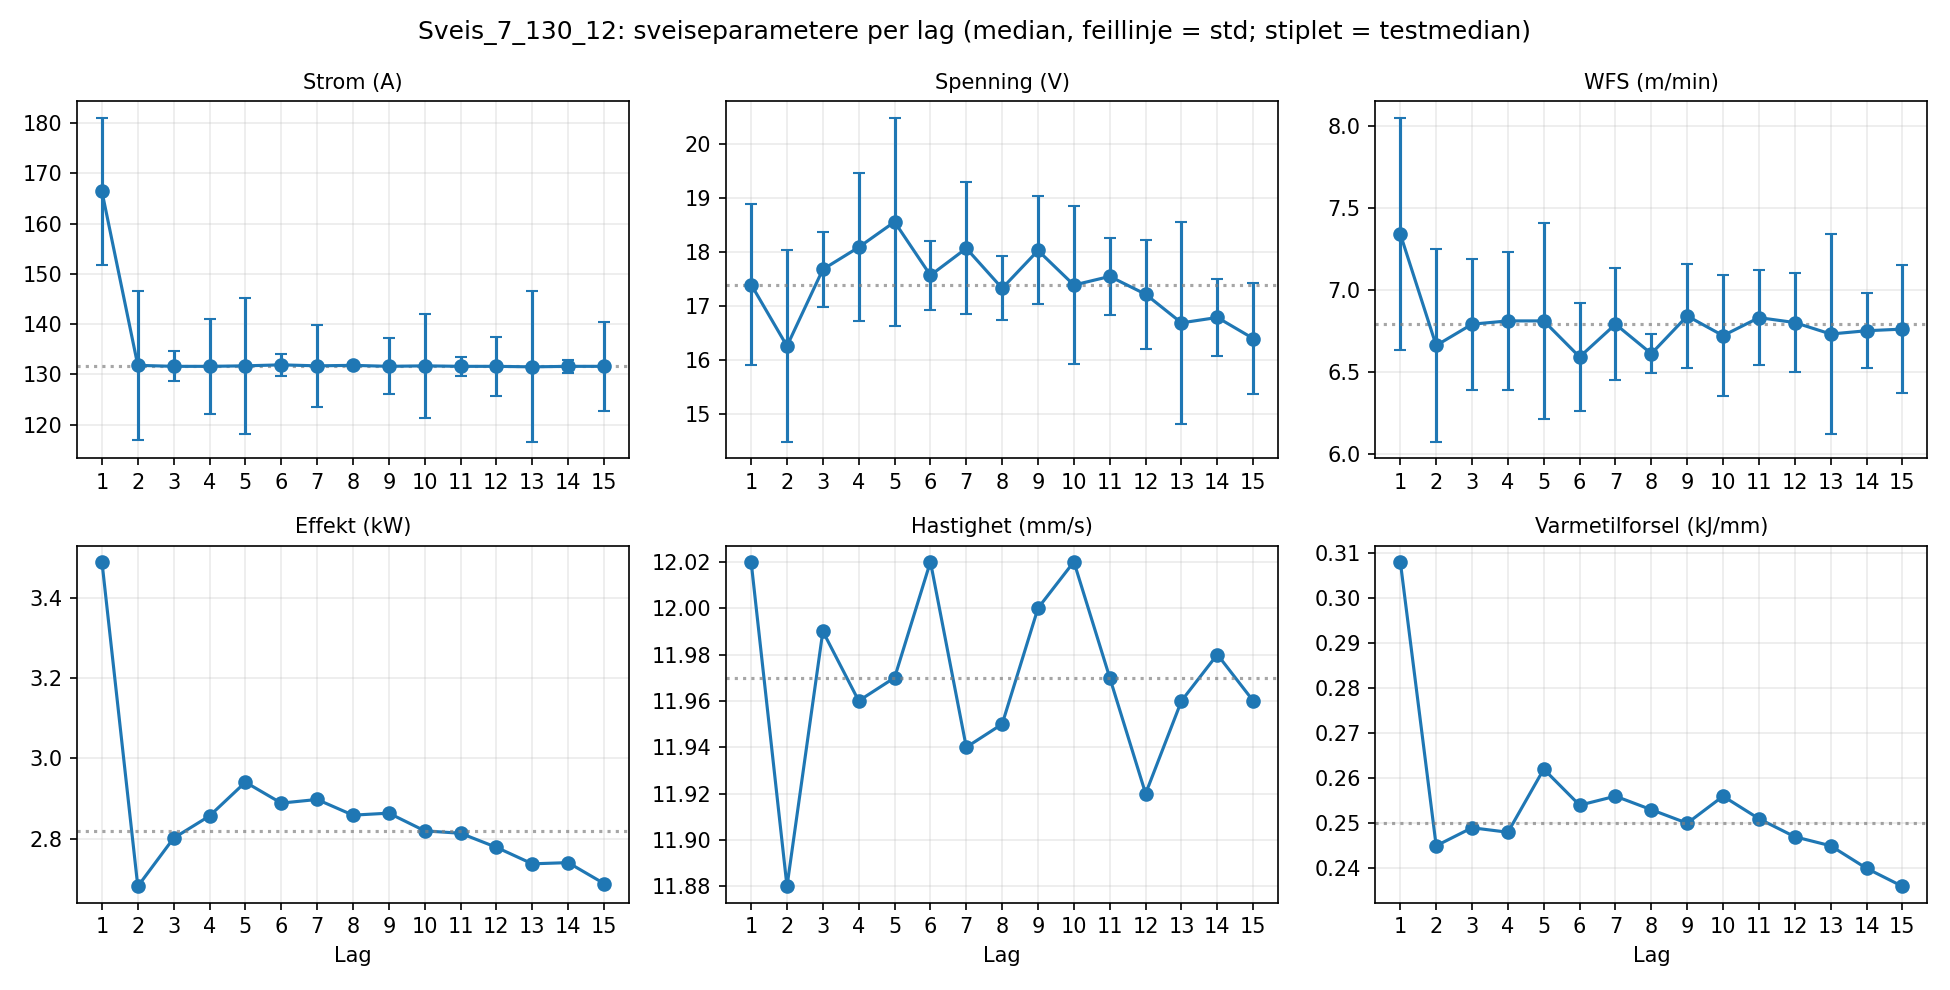 Sveis_7_130_12: sveiseparametere per lag (median, feillinje = std; stiplet = testmedian)
Strom (A)
180
170
160
150
140
130
120
1 2 3 4 5 6 7 8 9 10 11 12 13 14 15
Spenning (V)
20
19
18
17
16
15
1 2 3 4 5 6 7 8 9 10 11 12 13 14 15
WFS (m/min)
8.0
7.5
7.0
6.5
6.0
1 2 3 4 5 6 7 8 9 10 11 12 13 14 15
Effekt (kW)
3.4
3.2
3.0
2.8
1 2 3 4 5 6 7 8 9 10 11 12 13 14 15
Lag
Hastighet (mm/s)
12.02
12.00
11.98
11.96
11.94
11.92
11.90
11.88
1 2 3 4 5 6 7 8 9 10 11 12 13 14 15
Lag
Varmetilforsel (kJ/mm)
0.31
0.30
0.29
0.28
0.27
0.26
0.25
0.24
1 2 3 4 5 6 7 8 9 10 11 12 13 14 15
Lag